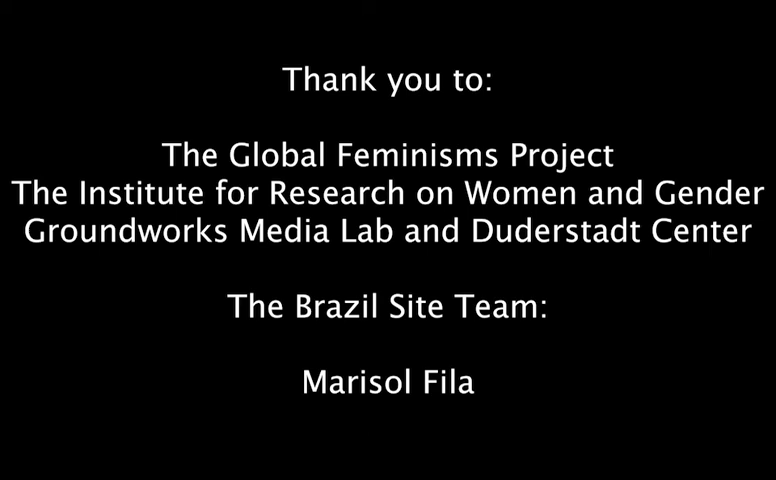 Thank you to:
The Global Feminisms Project
The Institute for Research on Women and Gender
Groundworks Media Lab and Duderstadt Center
The Brazil Site Team:
Marisol Fila